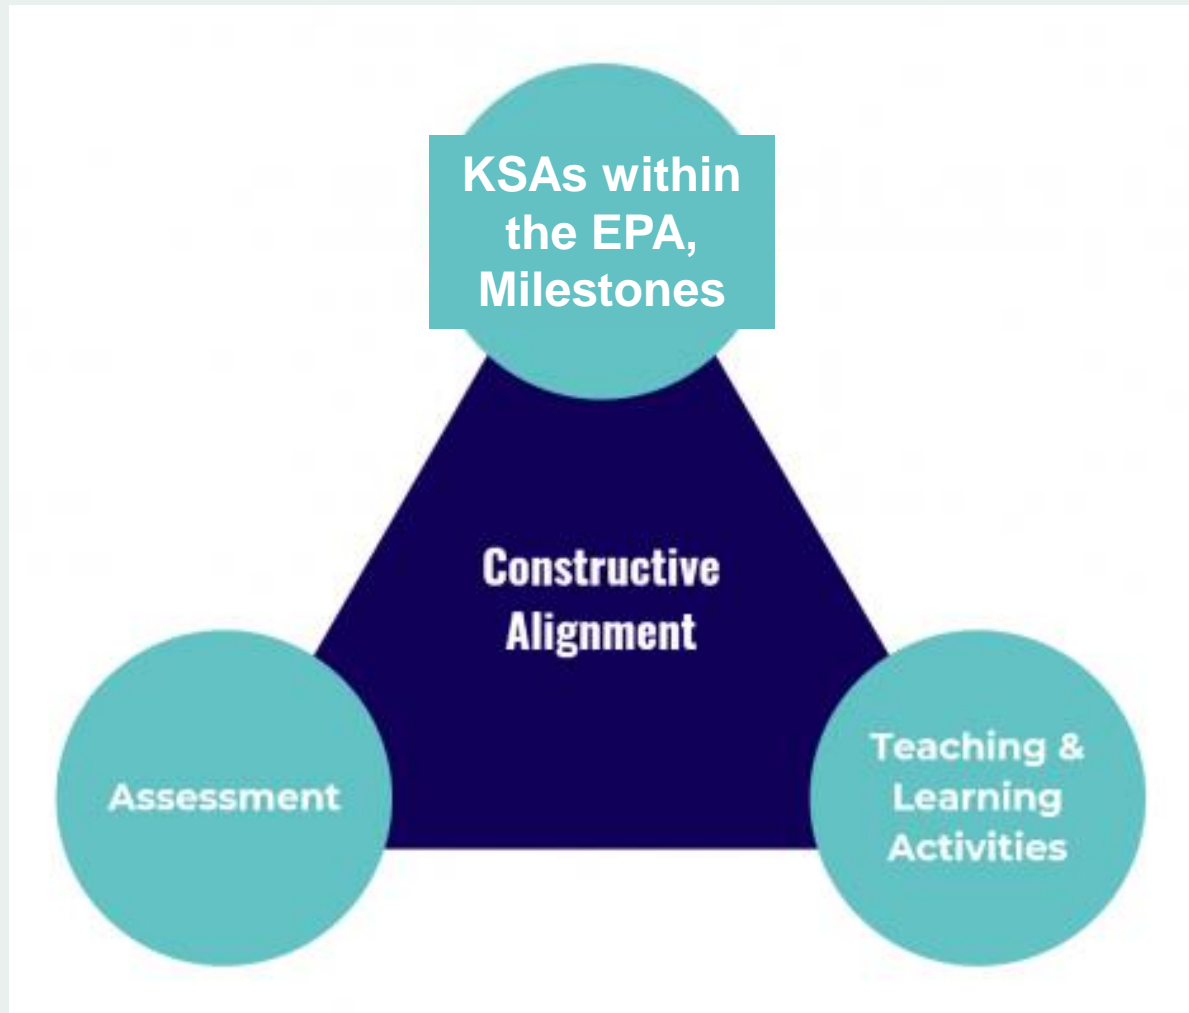 KSAs within
the EPA,
Milestones
Constructive
Alignment
Assessment
Teaching &
Learning
Activities